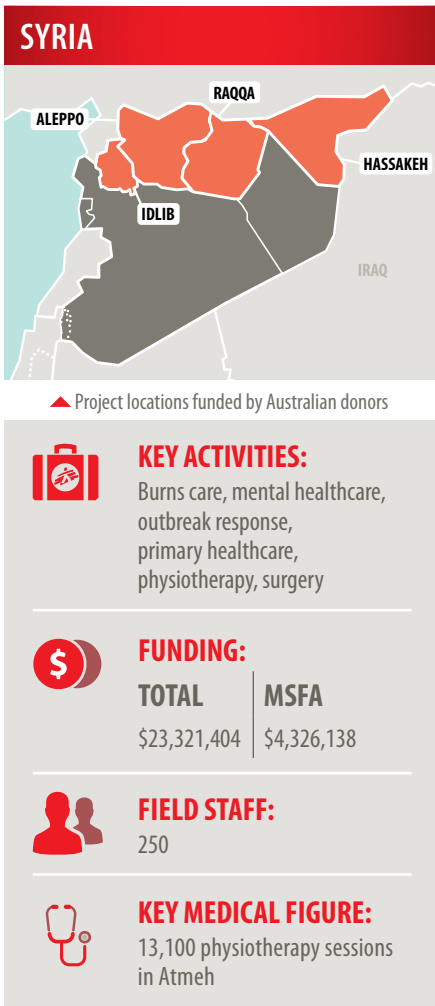 SYRIA
RAQQA
ALEPPO
HASSAKEH
IDLIB
IRAQ
Project locations funded by Australian donors
KEY ACTIVITIES:
Burns care, mental healthcare,
outbreak response,
primary healthcare,
physiotherapy, surgery
$
FUNDING:
TOTAL MSFA
$23,321,404 $4,326,138
FIELD STAFF:
250
KEY MEDICAL FIGURE:
13,100 physiotherapy sessions
in Atmeh